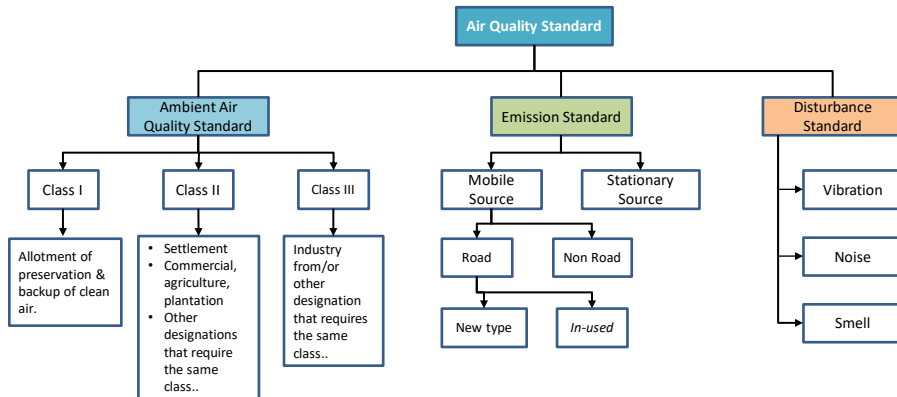 Air Quality Standard
Ambient Air
Quality Standard
Emission Standard
Disturbance
Standard
Class I
Class II
Class III
Mobile
Source
Stationary
Source
Vibration
Allotment of
preservation &
backup of clean
air.
• Settlement
• Commercial,
agriculture,
plantation
• Other
designations
that require
the same
class..
Industry
from/or
other
designation
that requires
the same
class..
Road
Non Road
Noise
New type
In-used
Smell